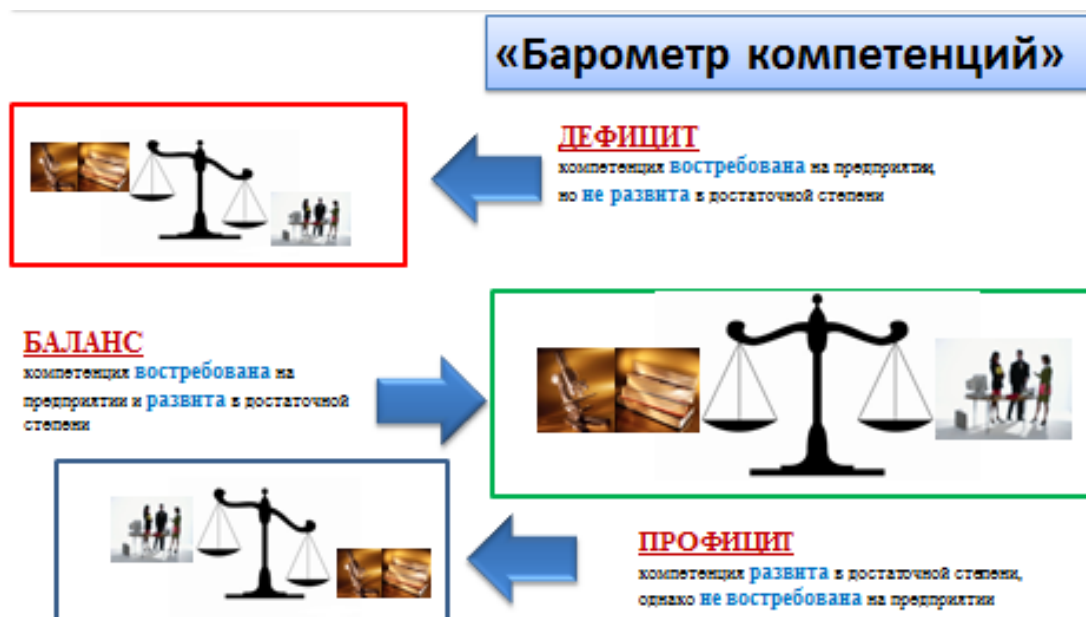 «Барометр компетенций»
ДЕФИЦИТ
компетенция востребована на предприятии,
но не развита в достаточной степени
БАЛАНС
компетенция востребована на
предприятии и развита в достаточной
степени
ПРОФИЦИТ
компетенция развита в достаточной степени,
однако не востребована на предприятии